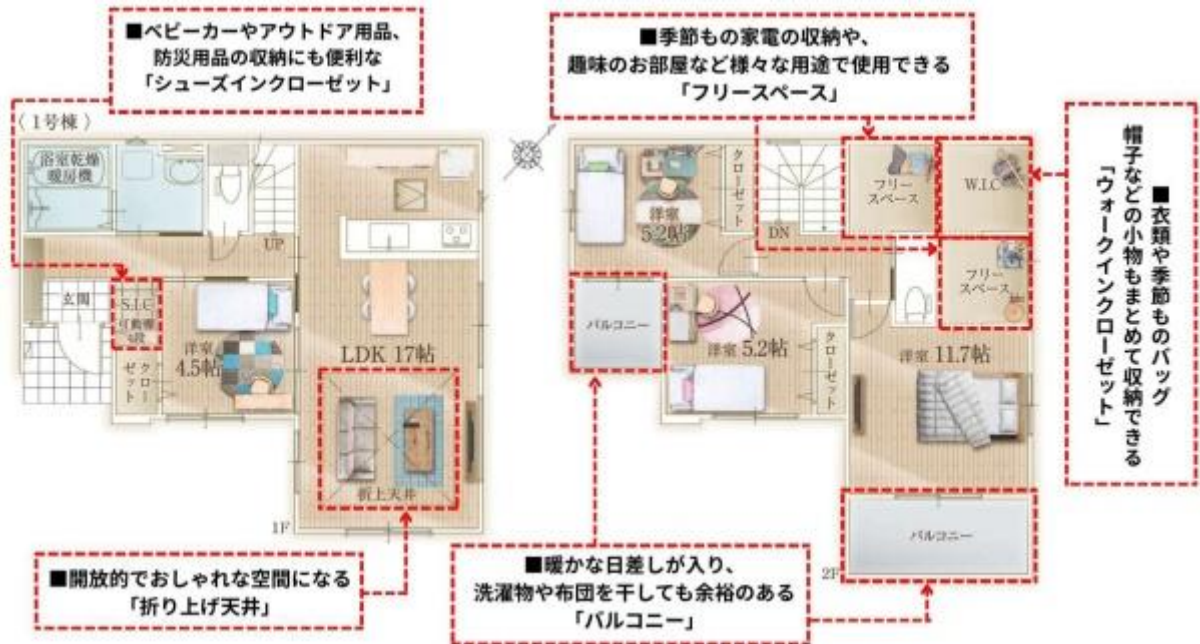 ■ベビーカーやアウトドア用品、
防災用品の収納にも便利な
「シューズインクローゼット」
■季節もの家電の収納や、
趣味のお部屋など様々な用途で使用できる
「フリースペース」
■衣類や季節ものバッグ
帽子などの小物もまとめて収納できる
「ウォークインクローゼット」
〈 1号棟 〉
浴室乾燥
暖房機
UP
玄関
S.I.C
可動棚
洋室
4.5帖
クロー
ゼット
LDK 17帖
折上天井
1F
洋室
5.2帖
クローゼット
DN
フリー
スペース
W.I.C
フリー
スペース
バルコニー
洋室 5.2帖
クローゼット
洋室 11.7帖
バルコニー
2F
■開放的でおしゃれな空間になる
「折り上げ天井」
■暖かな日差しが入り、
洗濯物や布団を干しても余裕のある
「バルコニー」